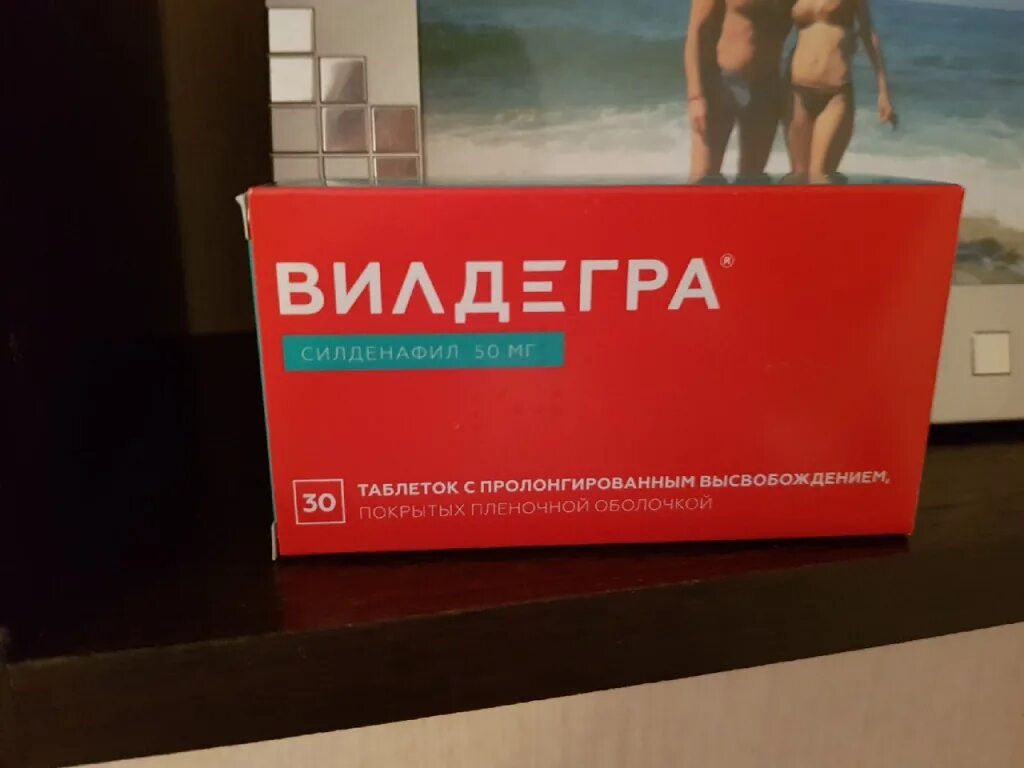 ВИЛДЕГРА®
СИЛДЕНАФИЛ 50 МГ
30 ТАБЛЕТОК С ПРОЛОНГИРОВАННЫМ ВЫСВОБОЖДЕНИЕМ,
ПОКРЫТЫХ ПЛЕНОЧНОЙ ОБОЛОЧКОЙ